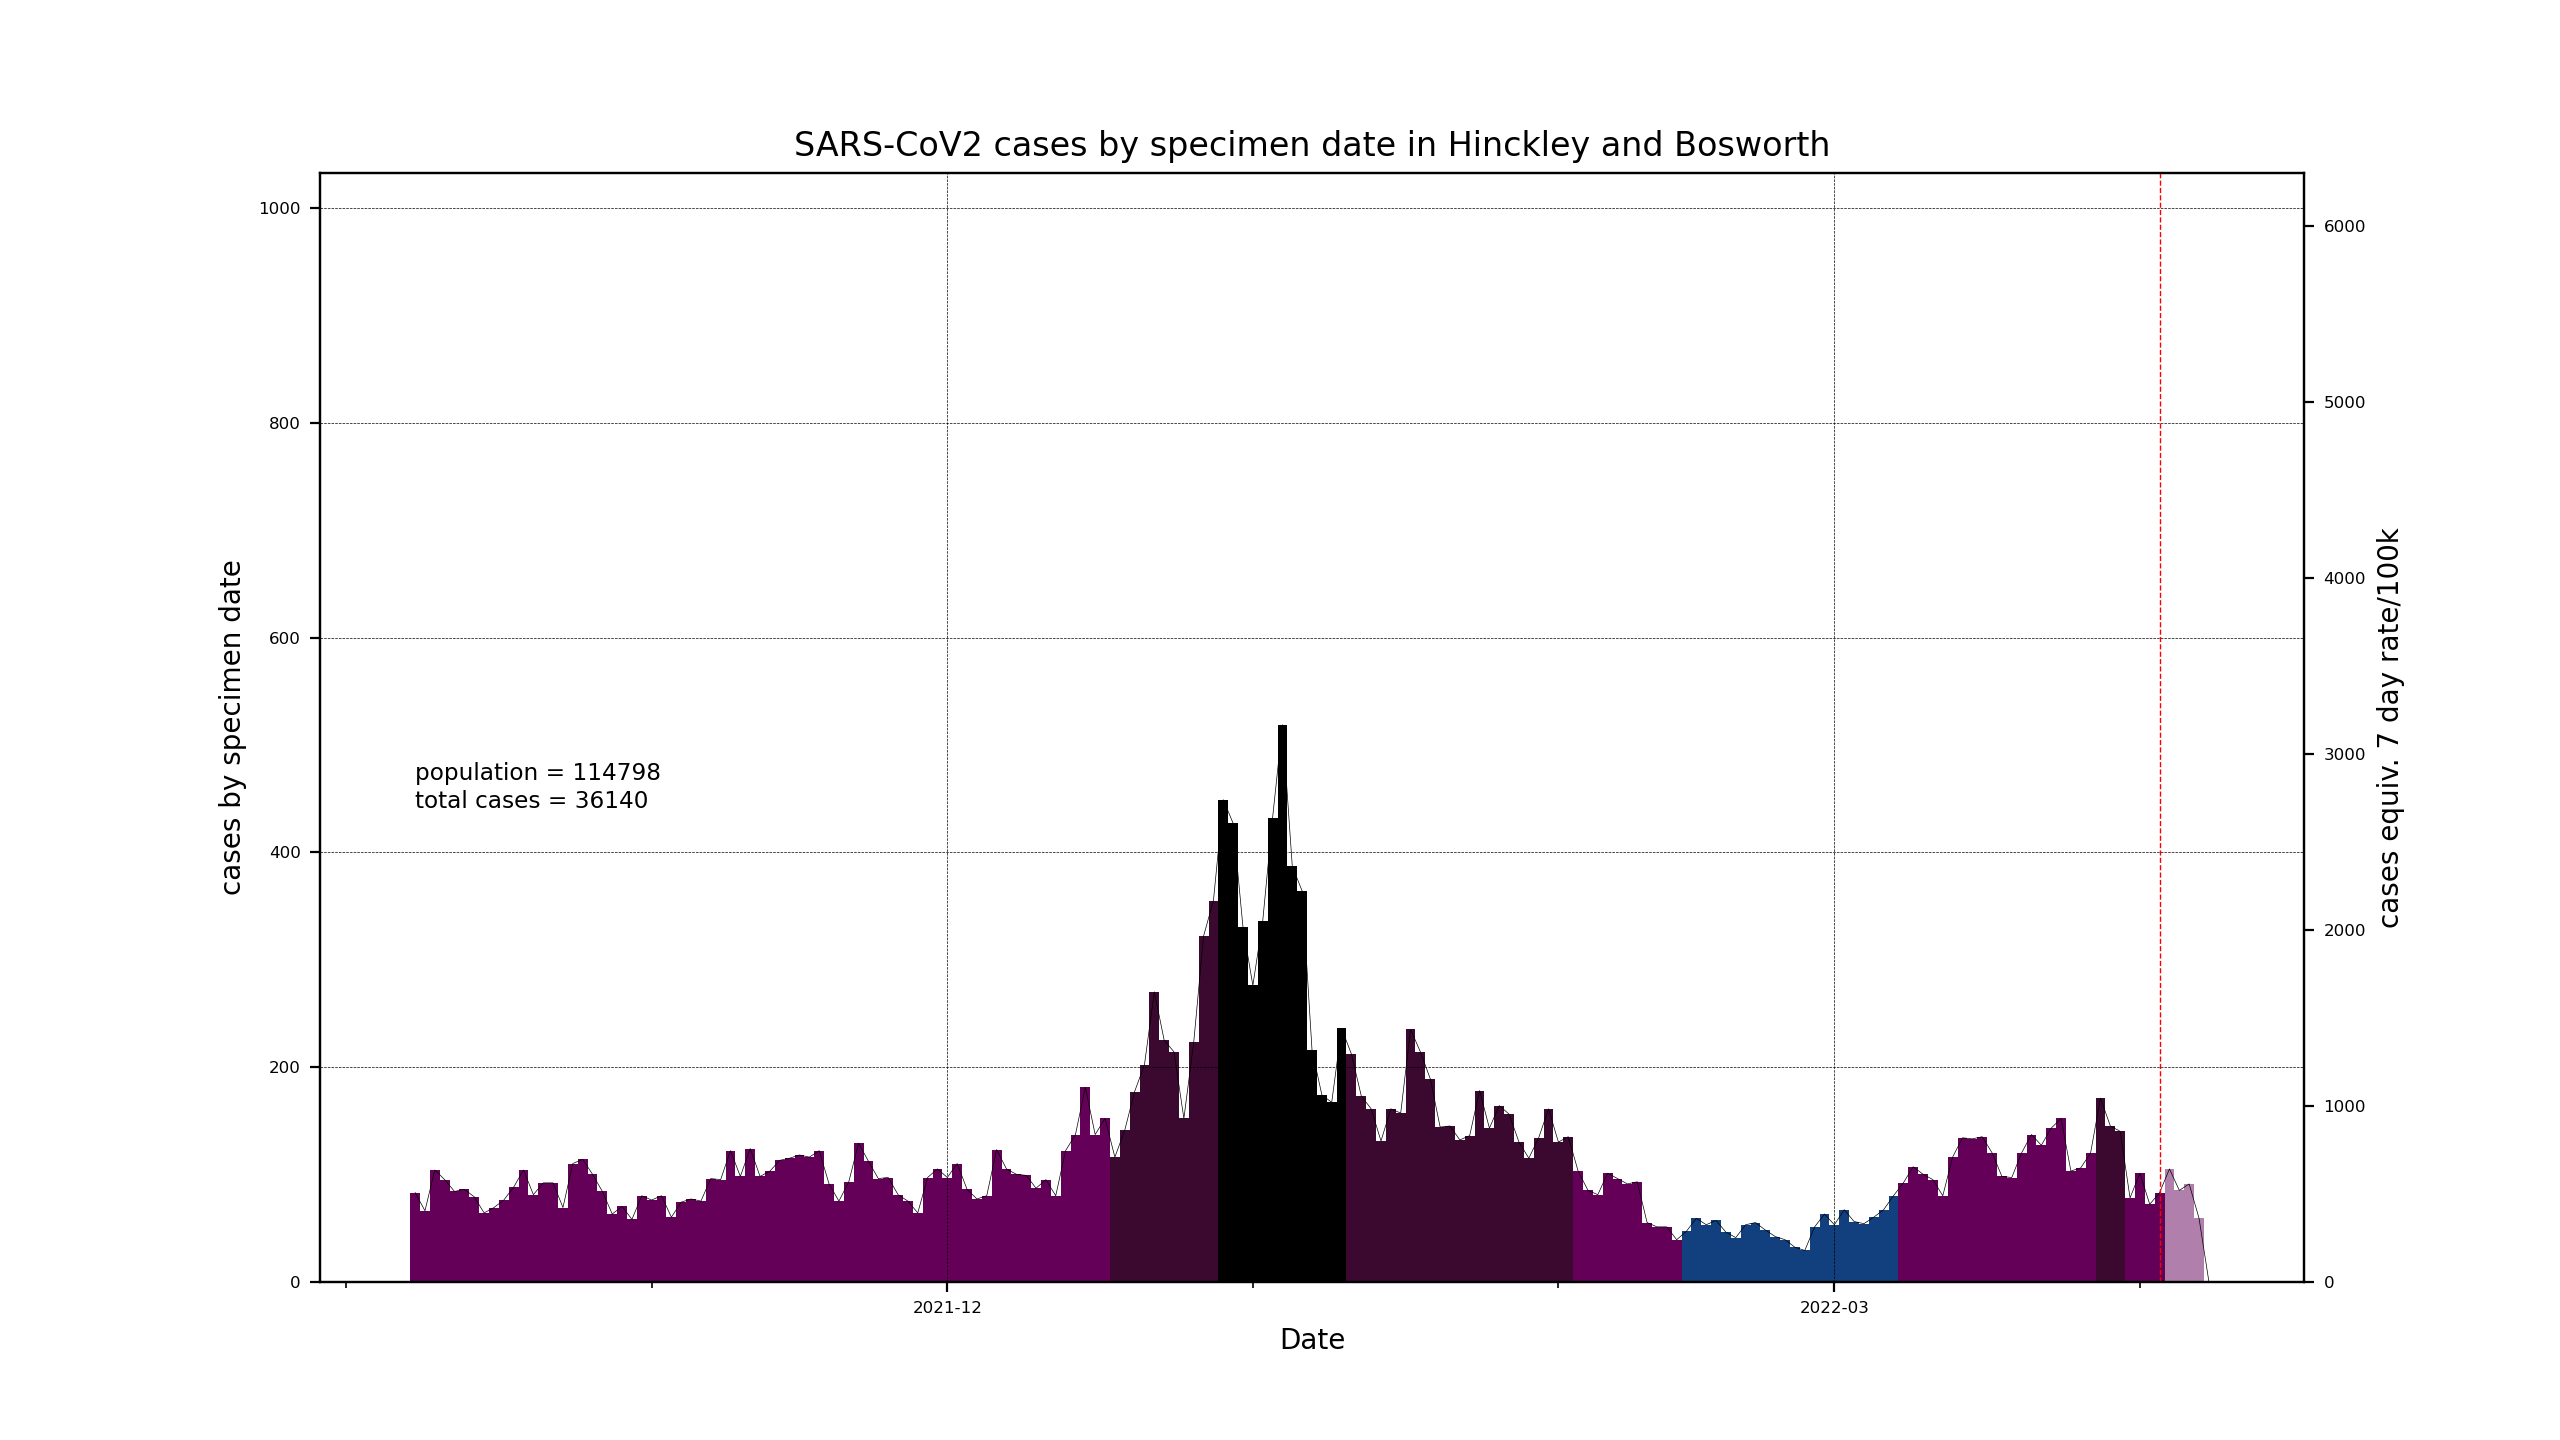 SARS-CoV2 cases by specimen date in Hinckley and Bosworth
1000
800
600
400
200
0
cases by specimen date
population = 114798
total cases = 36140
6000
5000
4000
3000
2000
1000
0
cases equiv. 7 day rate/100k
2021-12
2022-03
Date